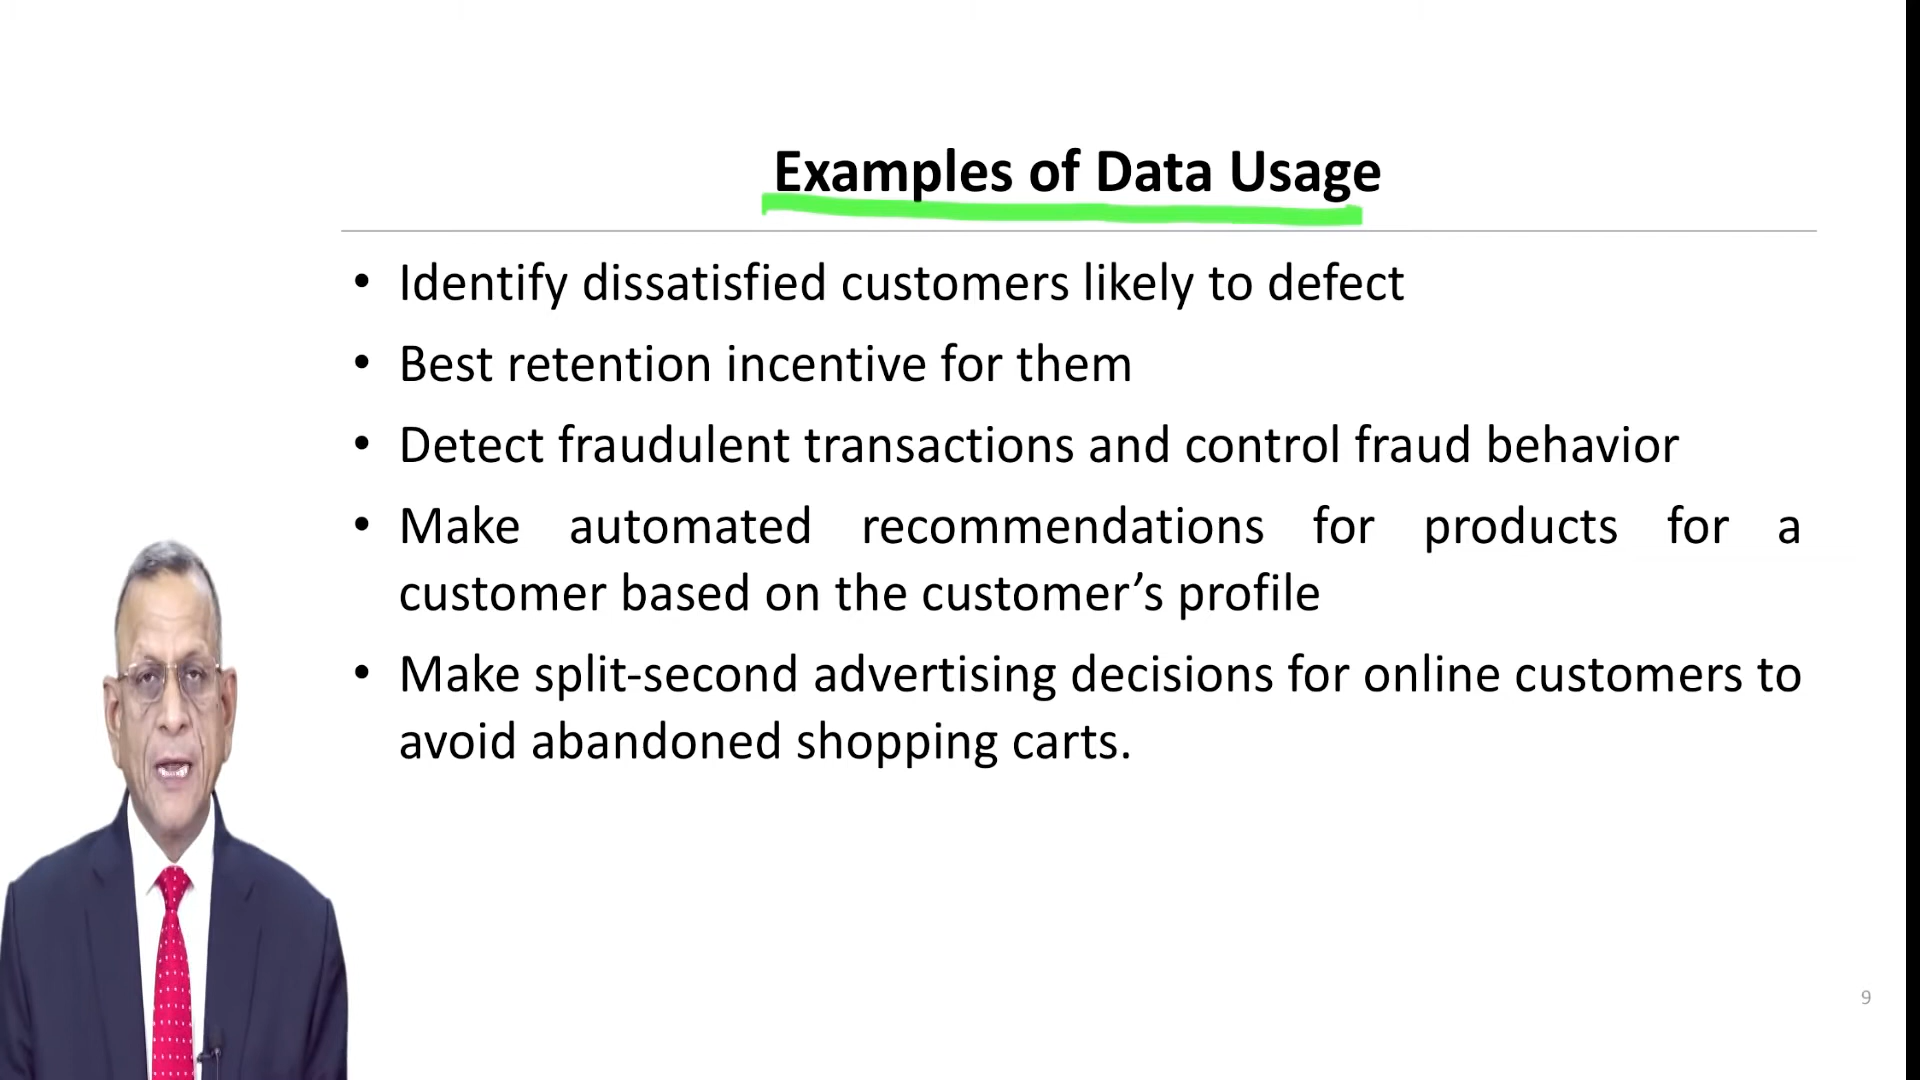 Examples of Data Usage
• Identify dissatisfied customers likely to defect
• Best retention incentive for them
• Detect fraudulent transactions and control fraud behavior
• Make automated recommendations for products for a
customer based on the customer’s profile
• Make split-second advertising decisions for online customers to
avoid abandoned shopping carts.
9